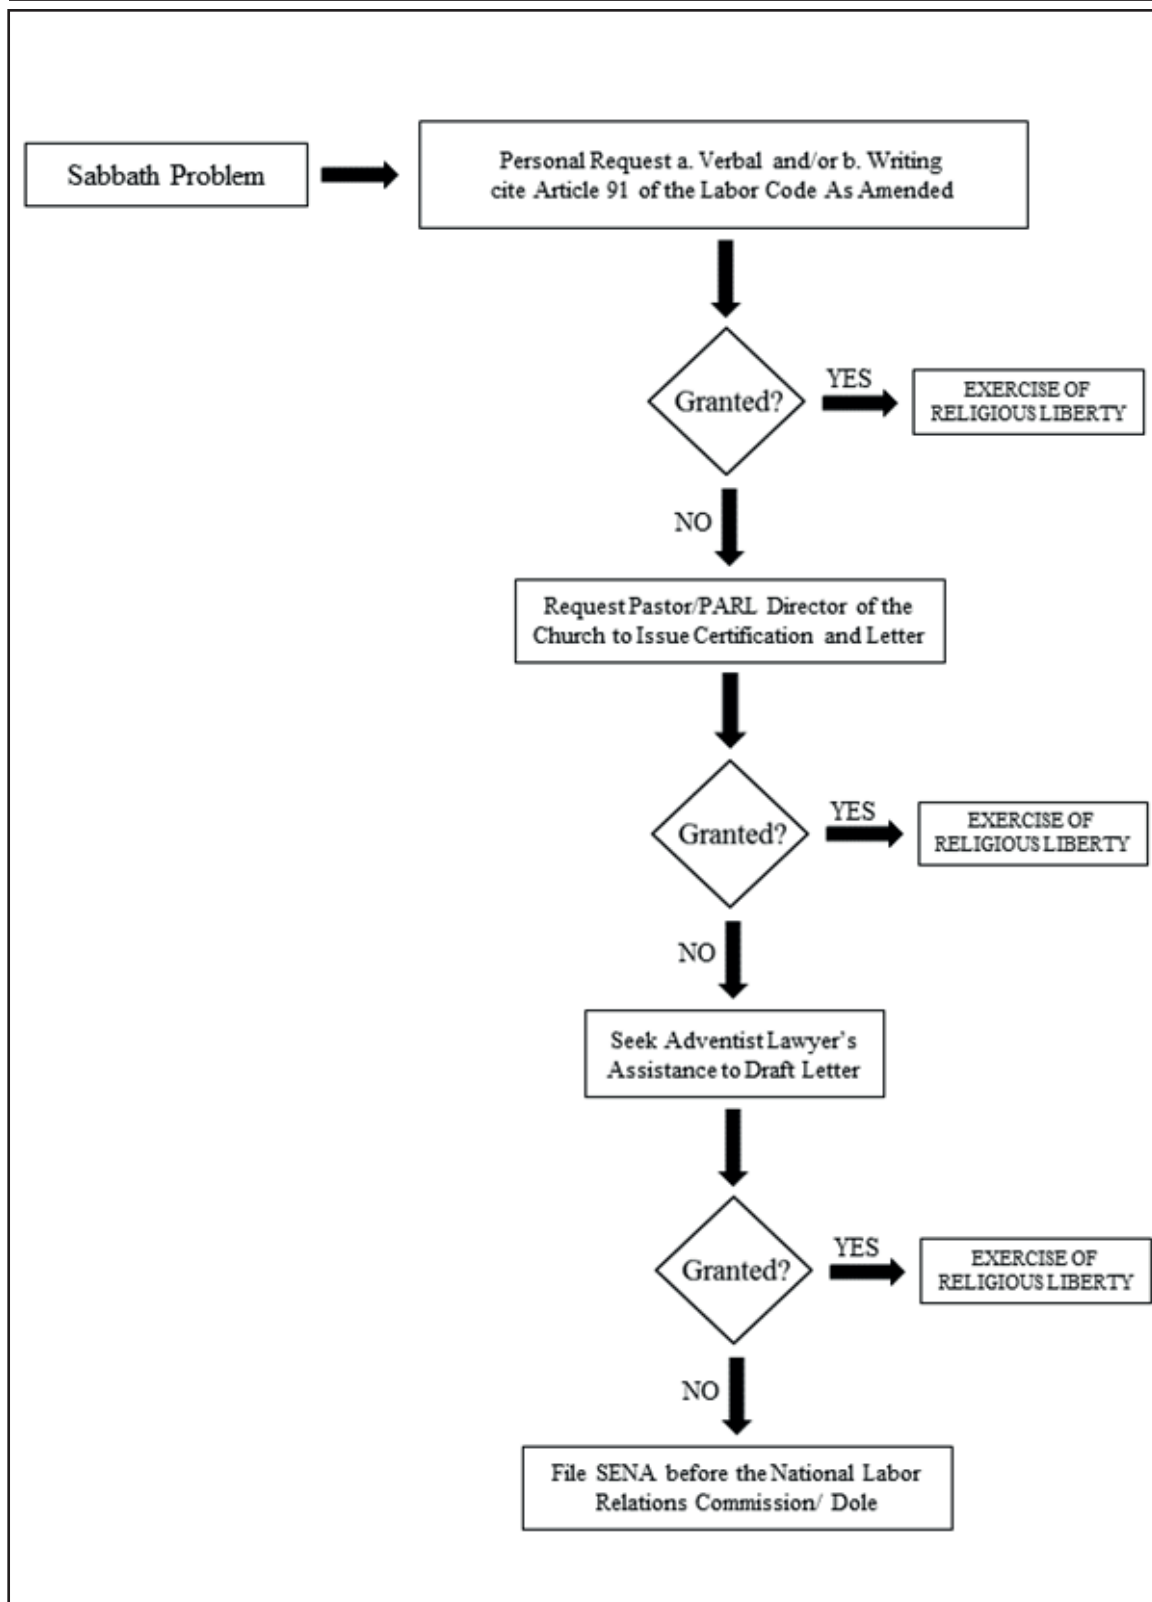 Sabbath Problem
Personal Request a. Verbal and/or b. Writing
cite Article 91 of the Labor Code As Amended
Granted?
YES
EXERCISE OF
RELIGIOUS LIBERTY
NO
Request Pastor/PARL Director of the
Church to Issue Certification and Letter
Granted?
YES
EXERCISE OF
RELIGIOUS LIBERTY
NO
Seek Adventist Lawyer's
Assistance to Draft Letter
Granted?
YES
EXERCISE OF
RELIGIOUS LIBERTY
NO
File SENA before the National Labor
Relations Commission/ Dole